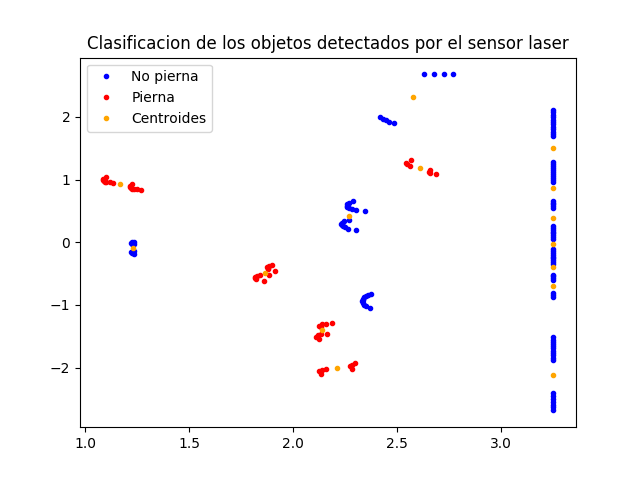 Clasificacion de los objetos detectados por el sensor laser
No pierna
Pierna
Centroides
2
1
0
−1
−2
1.0 1.5 2.0 2.5 3.0